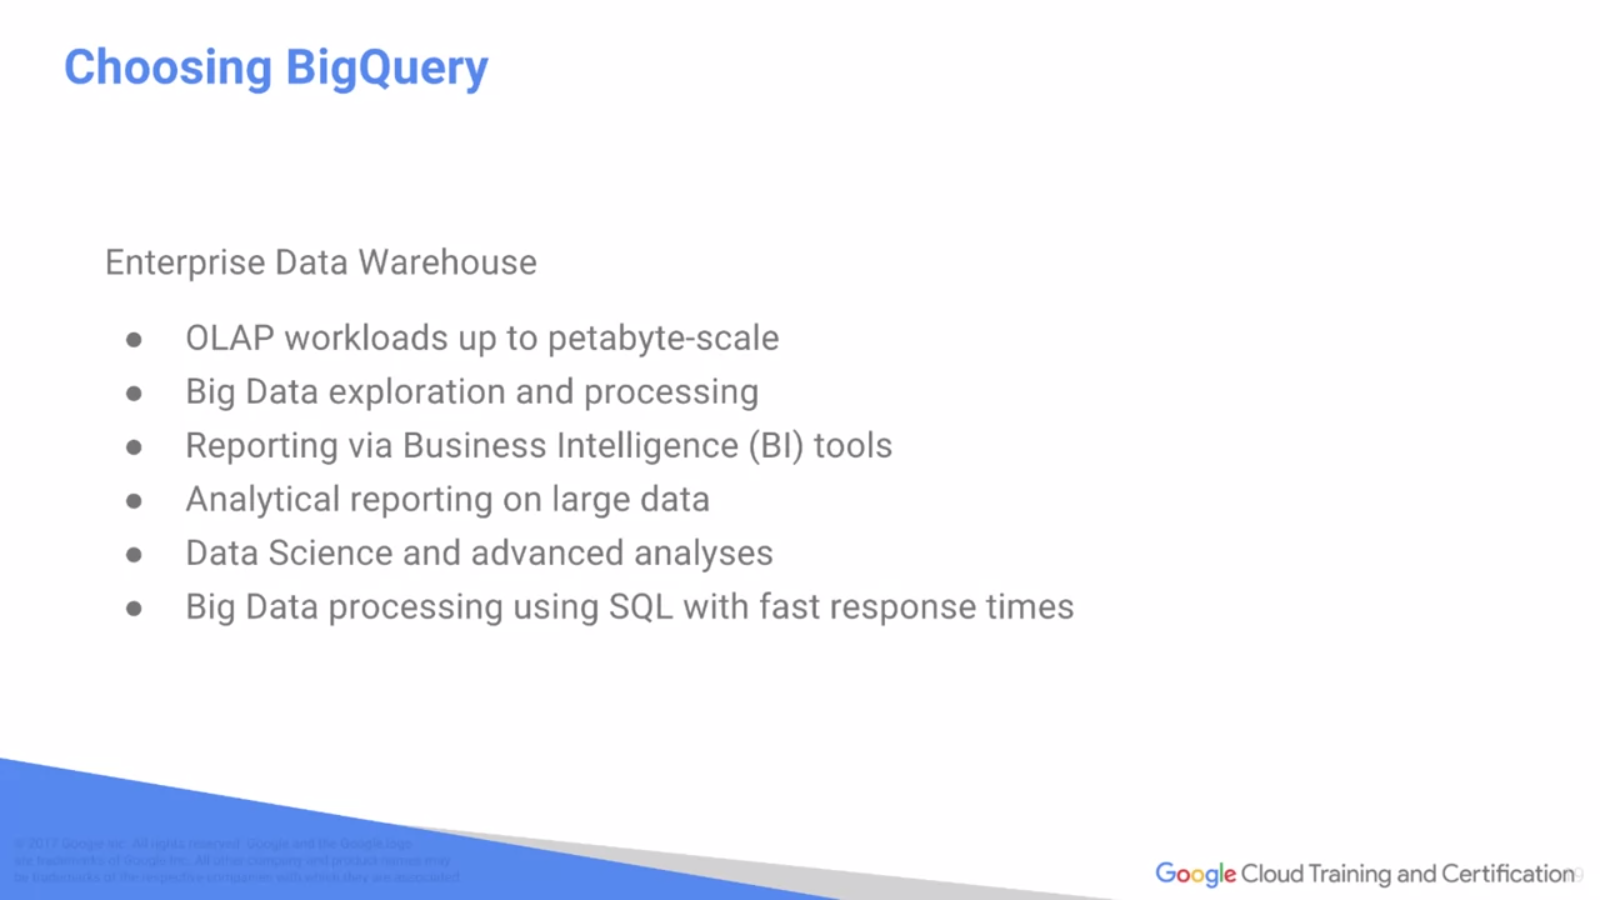 Choosing BigQuery
Enterprise Data Warehouse
● OLAP workloads up to petabyte-scale
● Big Data exploration and processing
● Reporting via Business Intelligence (BI) tools
● Analytical reporting on large data
● Data Science and advanced analyses
● Big Data processing using SQL with fast response times
© 2017 Google Inc. All rights reserved. Google and the Google logo
are trademarks of Google Inc. All other company and product names may
be trademarks of the respective companies with which they are associated.
Google Cloud Training and Certification